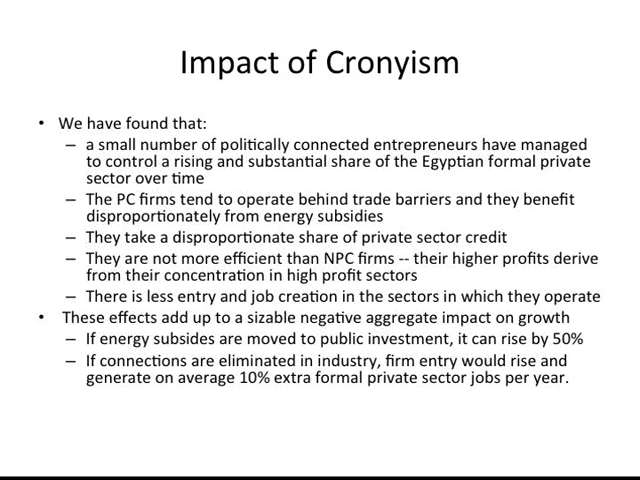 Impact of Cronyism
• We have found that:
– a small number of politically connected entrepreneurs have managed
to control a rising and substantial share of the Egyptian formal private
sector over time
– The PC firms tend to operate behind trade barriers and they benefit
disproportionately from energy subsidies
– They take a disproportionate share of private sector credit
– They are not more efficient than NPC firms -- their higher profits derive
from their concentration in high profit sectors
– There is less entry and job creation in the sectors in which they operate
• These effects add up to a sizable negative aggregate impact on growth
– If energy subsides are moved to public investment, it can rise by 50%
– If connections are eliminated in industry, firm entry would rise and
generate on average 10% extra formal private sector jobs per year.